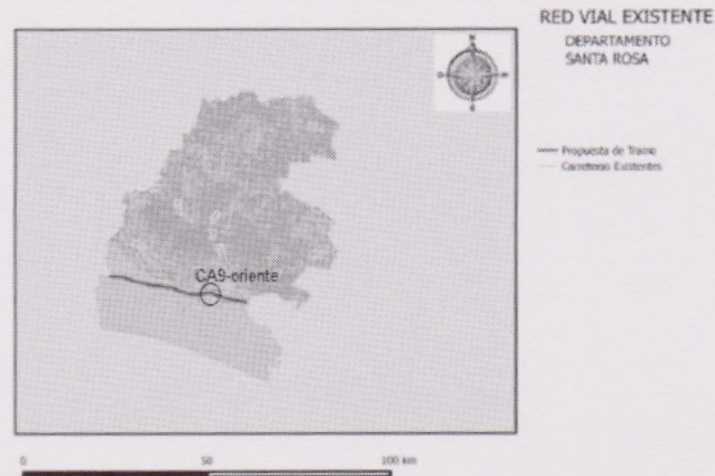 RED VIAL EXISTENTE
DEPARTAMENTO
SANTA ROSA
N
Propuesta de Tramo
Carreteras Existentes
CA9-oriente
0 50 100 km